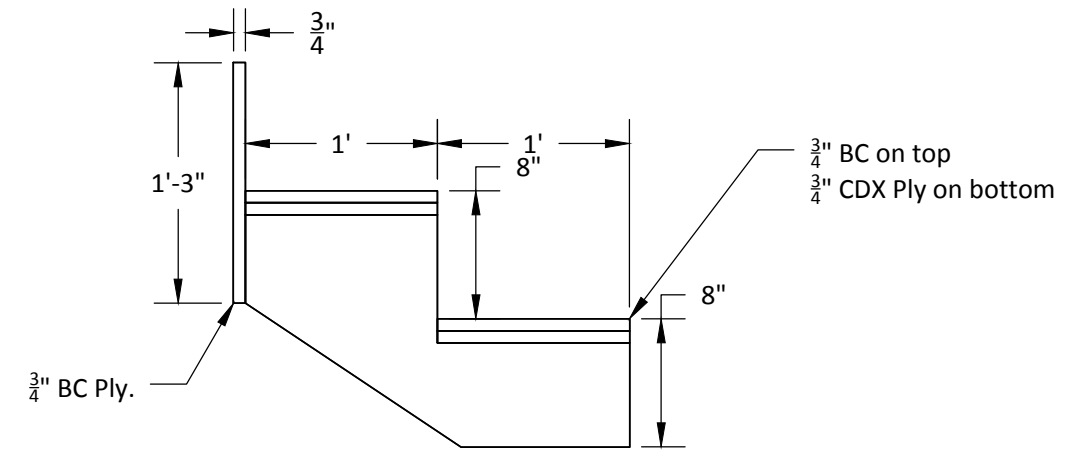 3/4"
1'
1'
8"
1'-3"
3/4" BC on top
3/4" CDX Ply on bottom
8"
3/4" BC Ply.